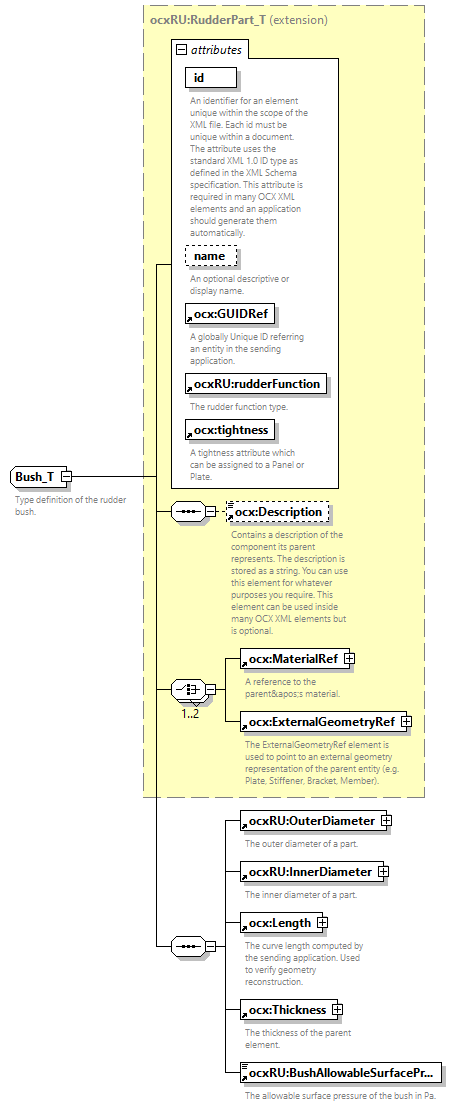 ocxRU:RudderPart_T (extension)
attributes
id
An identifier for an element
unique within the scope of the
XML file. Each id must be
unique within a document.
The attribute uses the
standard XML 1.0 ID type as
defined in the XML Schema
specification. This attribute is
required in many OCX XML
elements and an application
should generate them
automatically.
name
An optional descriptive or
display name.
ocx:GUIDRef
A globally Unique ID referring
an entity in the sending
application.
ocxRU:rudderFunction
The rudder function type.
ocx:tightness
A tightness attribute which
can be assigned to a Panel or
Plate.
Bush_T
Type definition of the rudder
bush.
ocx:Description
Contains a description of the
component its parent
represents. The description is
stored as a string. You can use
this element for whatever
purposes you require. This
element can be used inside
many OCX XML elements but
is optional.
ocx:MaterialRef
A reference to the
parent&apos;s material.
1..2
ocx:ExternalGeometryRef
The ExternalGeometryRef element is
used to point to an external geometry
representation of the parent entity (e.g.
Plate, Stiffener, Bracket, Member).
ocxRU:OuterDiameter
The outer diameter of a part.
ocxRU:InnerDiameter
The inner diameter of a part.
ocx:Length
The curve length computed by
the sending application. Used
to verify geometry
reconstruction.
ocx:Thickness
The thickness of the parent
element.
ocxRU:BushAllowableSurfacePr...
The allowable surface pressure of the bush in Pa.